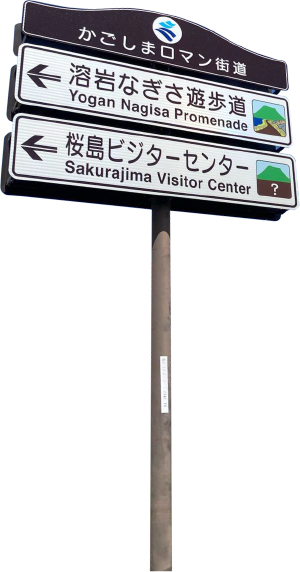 かごしまロマン街道
溶岩なぎさ遊歩道
Yogan Nagisa Promenade
桜島ビジターセンター
Sakurajima Visitor Center
?